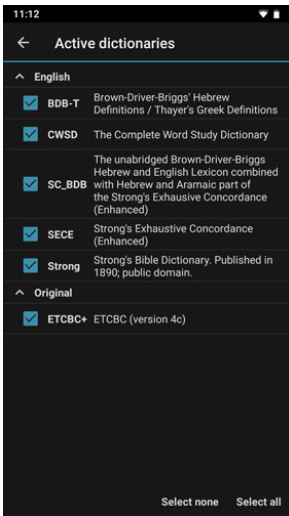 11:12
Active dictionaries
English
BDB-T Brown-Driver-Briggs' Hebrew
Definitions / Thayer's Greek Definitions
CWSD The Complete Word Study Dictionary
The unabridged Brown-Driver-Briggs
Hebrew and English Lexicon combined
SC_BDB with Hebrew and Aramaic part of
the Strong's Exhausive Concordance
(Enhanced)
SECE Strong's Exhaustive Concordance
(Enhanced)
Strong Strong's Bible Dictionary. Published in
1890; public domain.
Original
ETCBC+ ETCBC (version 4c)
Select none Select all